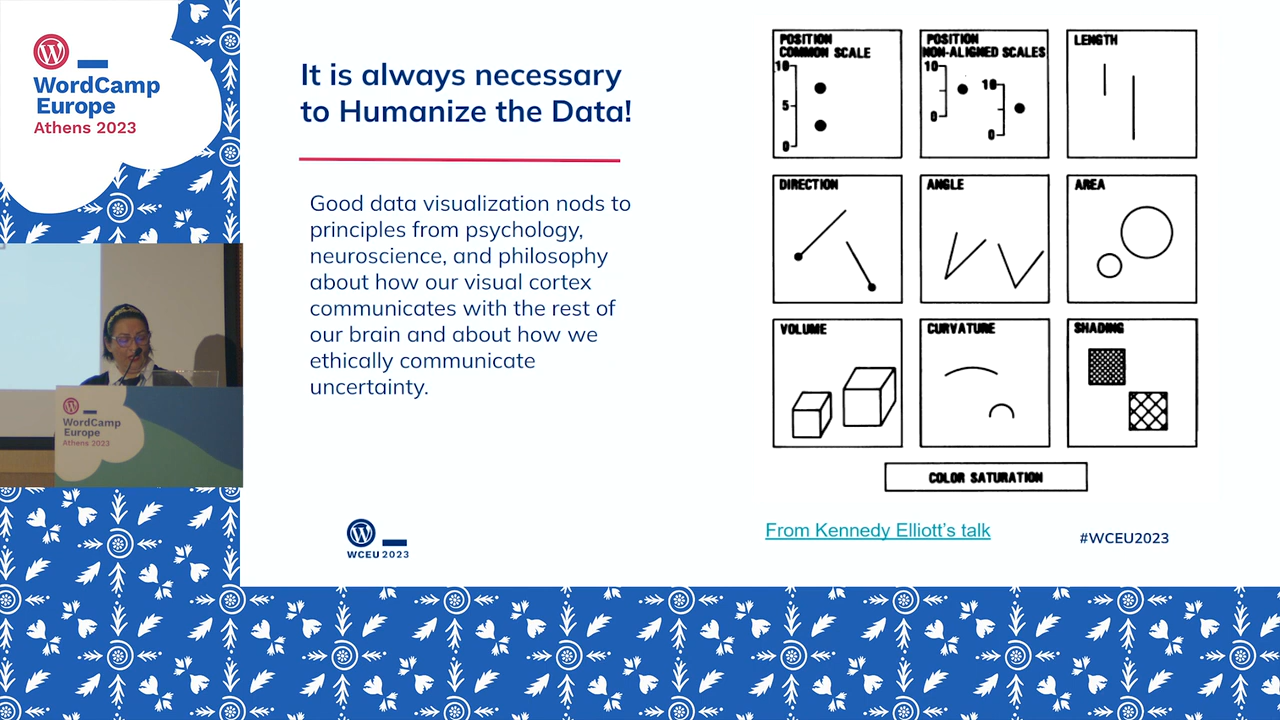 WordCamp
Europe
Athens 2023
It is always necessary
to Humanize the Data!
Good data visualization nods to
principles from psychology,
neuroscience, and philosophy
about how our visual cortex
communicates with the rest of
our brain and about how we
ethically communicate
uncertainty.
POSITION
COMMON SCALE
10
5
0
POSITION
NON-ALIGNED SCALES
10
0
10
0
LENGTH
DIRECTION
ANGLE
AREA
VOLUME
CURVATURE
SHADING
COLOR SATURATION
From Kennedy Elliott's talk
#WCEU2023
WCEU 2023
WordCamp
Europe
Athens 2023